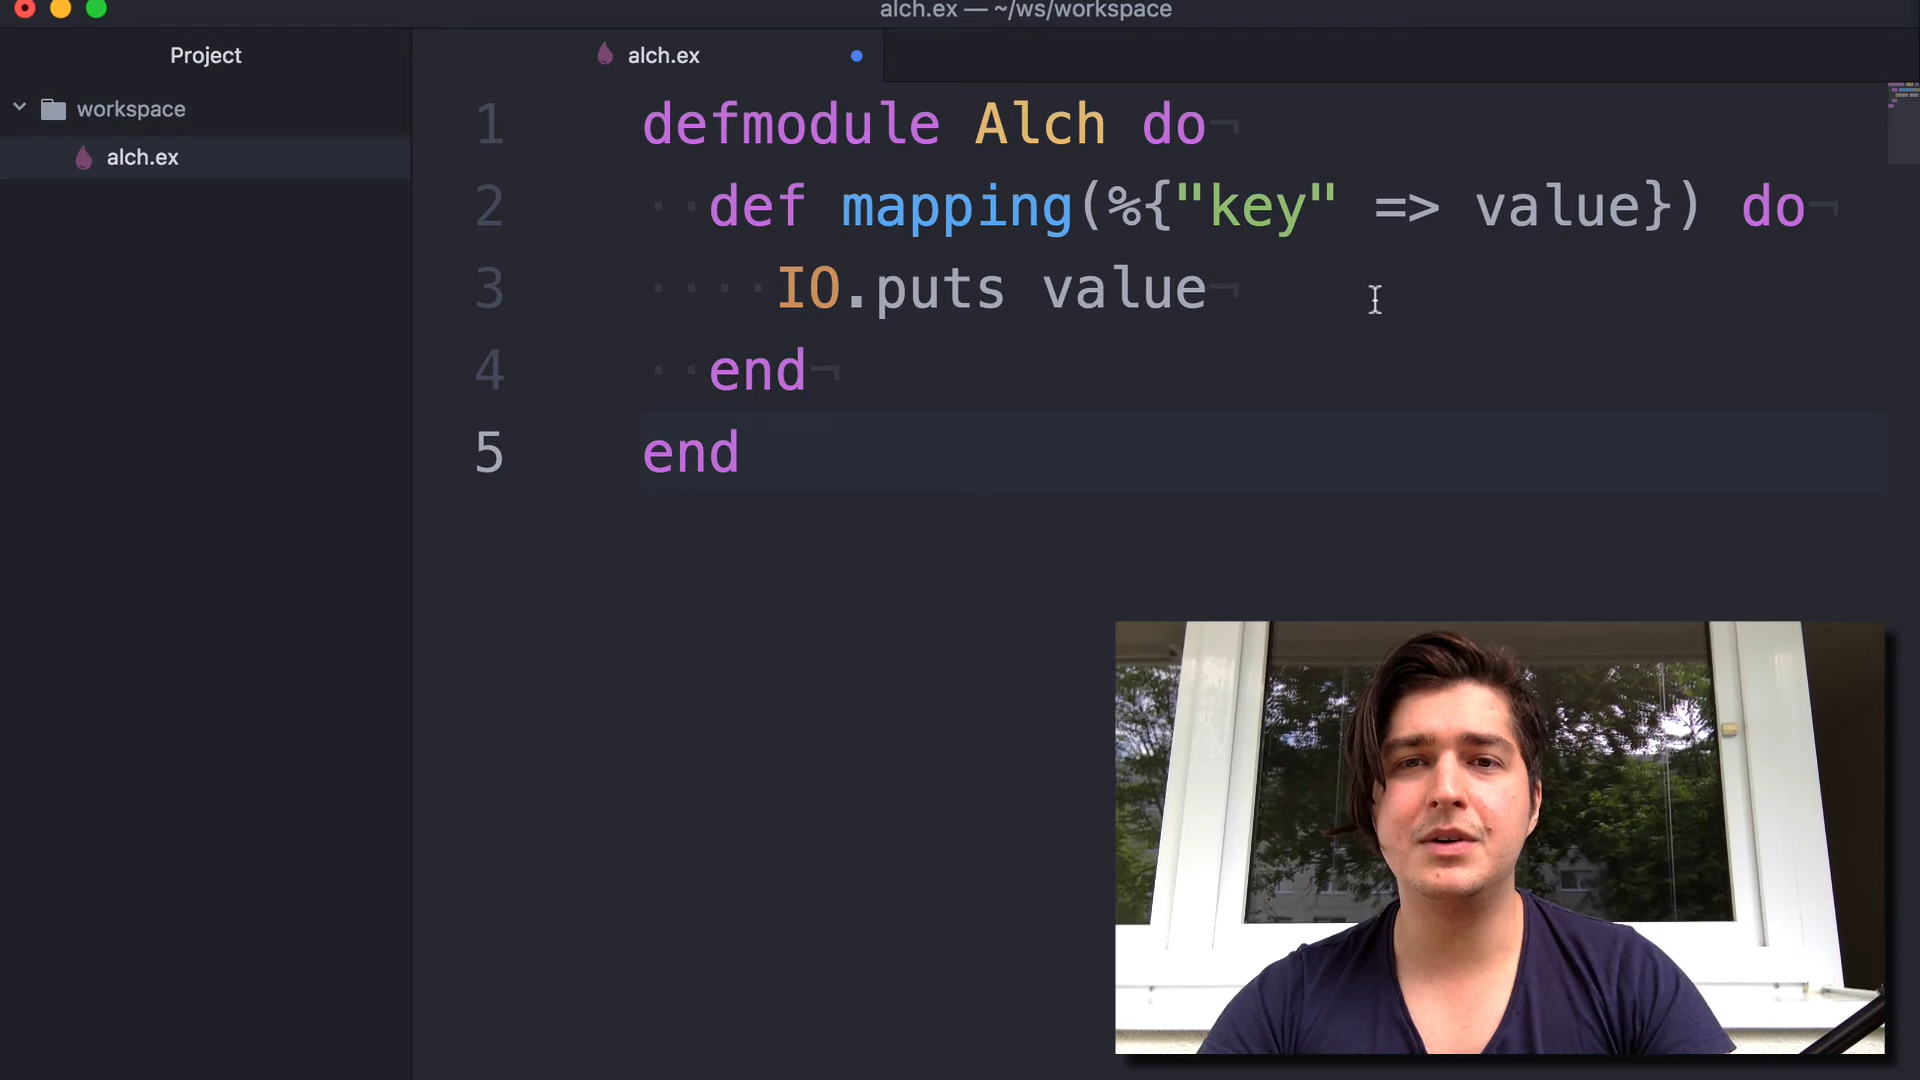 alch.ex — ~/ws/workspace
Project
alch.ex
workspace
alch.ex
1 defmodule Alch do
2 def mapping(%{"key" => value}) do
3 IO.puts value
4 end
5 end